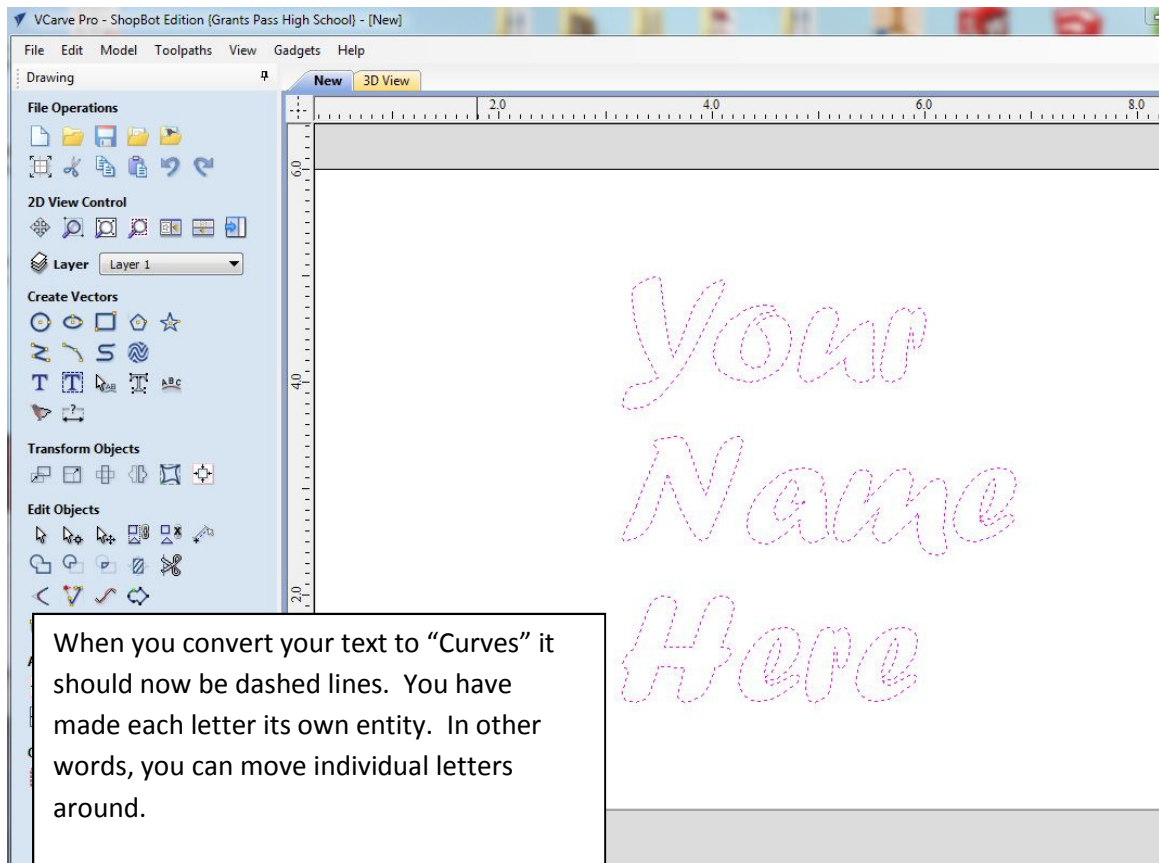 VCarve Pro - ShopBot Edition {Grants Pass High School} - [New]
File Edit Model Toolpaths View Gadgets Help
Drawing
New 3D View
File Operations
2D View Control
Layer Layer 1
Create Vectors
Transform Objects
Edit Objects
2.0 4.0 6.0 8.0
6.0
4.0
2.0
Your
Name
Here
When you convert your text to “Curves” it
should now be dashed lines. You have
made each letter its own entity. In other
words, you can move individual letters
around.